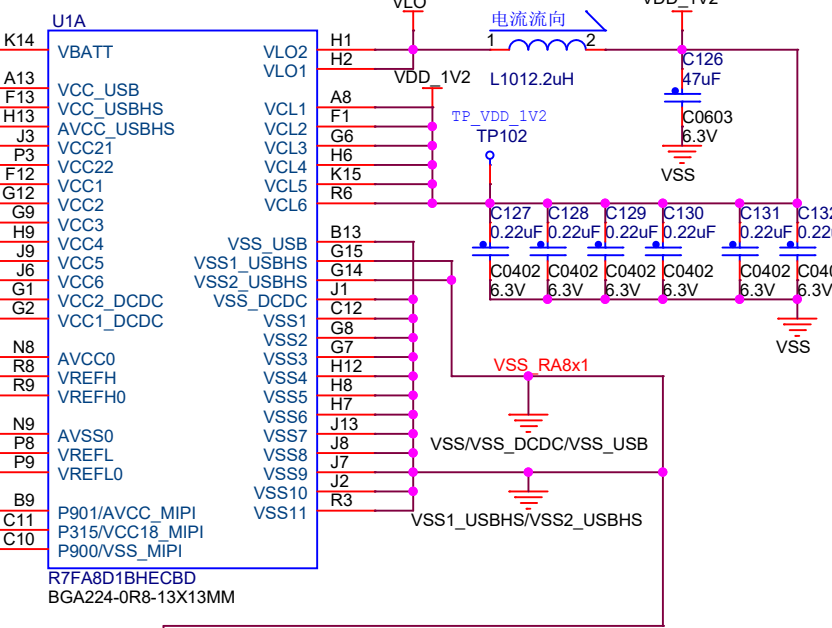 VLO
VDD_1V2
U1A
电流流向
K14
VBATT
VLO2
H1
1
2
VLO1
H2
C126
47uF
C0603
6.3V
VSS
L1012.2uH
VDD_1V2
A13
VCC_USB
F13
VCC_USBHS
VCL1
A8
H13
AVCC_USBHS
VCL2
F1
TP_VDD_1V2
TP102
J3
VCC21
VCL3
G6
P3
VCC22
VCL4
H6
F12
VCC1
VCL5
K15
G12
VCC2
VCL6
R6
G9
VCC3
H9
VCC4
VSS_USB
B13
J9
VCC5
VSS1_USBHS
G15
J6
VCC6
VSS2_USBHS
G14
G1
VCC2_DCDC
VSS_DCDC
J1
G2
VCC1_DCDC
VSS1
C12
VSS2
G8
N8
AVCC0
VSS3
G7
R8
VREFH
VSS4
H12
R9
VREFH0
VSS5
H8
VSS6
H7
N9
AVSS0
VSS7
J13
P8
VREFL
VSS8
J8
P9
VREFL0
VSS9
J7
VSS10
J2
B9
P901/AVCC_MIPI
VSS11
R3
C11
P315/VCC18_MIPI
C10
P900/VSS_MIPI
C127
0.22uF
C0402
6.3V
C128
0.22uF
C0402
6.3V
C129
0.22uF
C0402
6.3V
C130
0.22uF
C0402
6.3V
C131
0.22uF
C0402
6.3V
C132
0.22
C040
6.3V
VSS
VSS_RA8x1
VSS/VSS_DCDC/VSS_USB
VSS1_USBHS/VSS2_USBHS
R7FA8D1BHECBD
BGA224-0R8-13X13MM